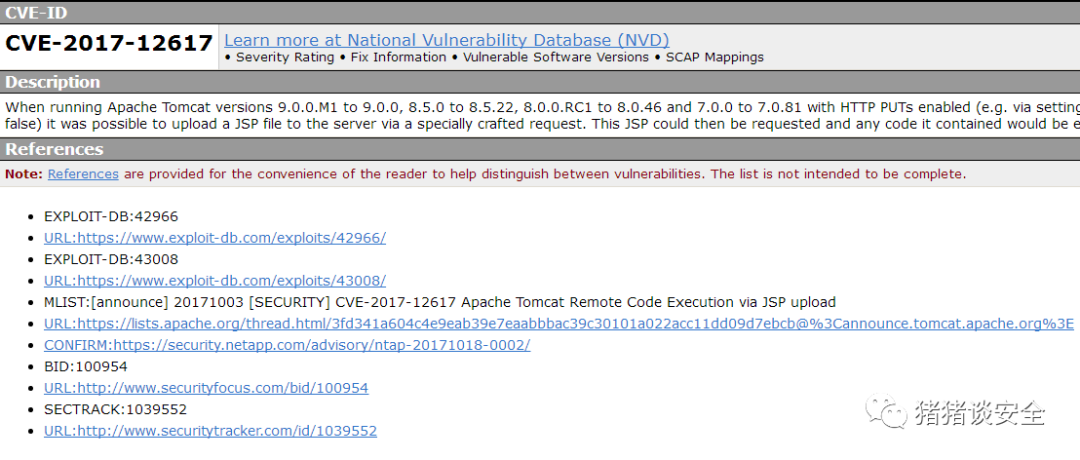 CVE-ID
CVE-2017-12617
Learn more at National Vulnerability Database (NVD)
• Severity Rating • Fix Information • Vulnerable Software Versions • SCAP Mappings
Description
When running Apache Tomcat versions 9.0.0.M1 to 9.0.0, 8.5.0 to 8.5.22, 8.0.0.RC1 to 8.0.46 and 7.0.0 to 7.0.81 with HTTP PUTs enabled (e.g. via setting
false) it was possible to upload a JSP file to the server via a specially crafted request. This JSP could then be requested and any code it contained would be e
References
Note: References are provided for the convenience of the reader to help distinguish between vulnerabilities. The list is not intended to be complete.
• EXPLOIT-DB:42966
• URL:https://www.exploit-db.com/exploits/42966/
• EXPLOIT-DB:43008
• URL:https://www.exploit-db.com/exploits/43008/
• MLIST:[announce] 20171003 [SECURITY] CVE-2017-12617 Apache Tomcat Remote Code Execution via JSP upload
• URL:https://lists.apache.org/thread.html/3fd341a604c4e9eab39e7eaabbbac39c30101a022acc11dd09d7ebcb@%3Cannounce.tomcat.apache.org%3E
• CONFIRM:https://security.netapp.com/advisory/ntap-20171018-0002/
• BID:100954
• URL:http://www.securityfocus.com/bid/100954
• SECTRACK:1039552
• URL:http://www.securitytracker.com/id/1039552
猪猪谈安全